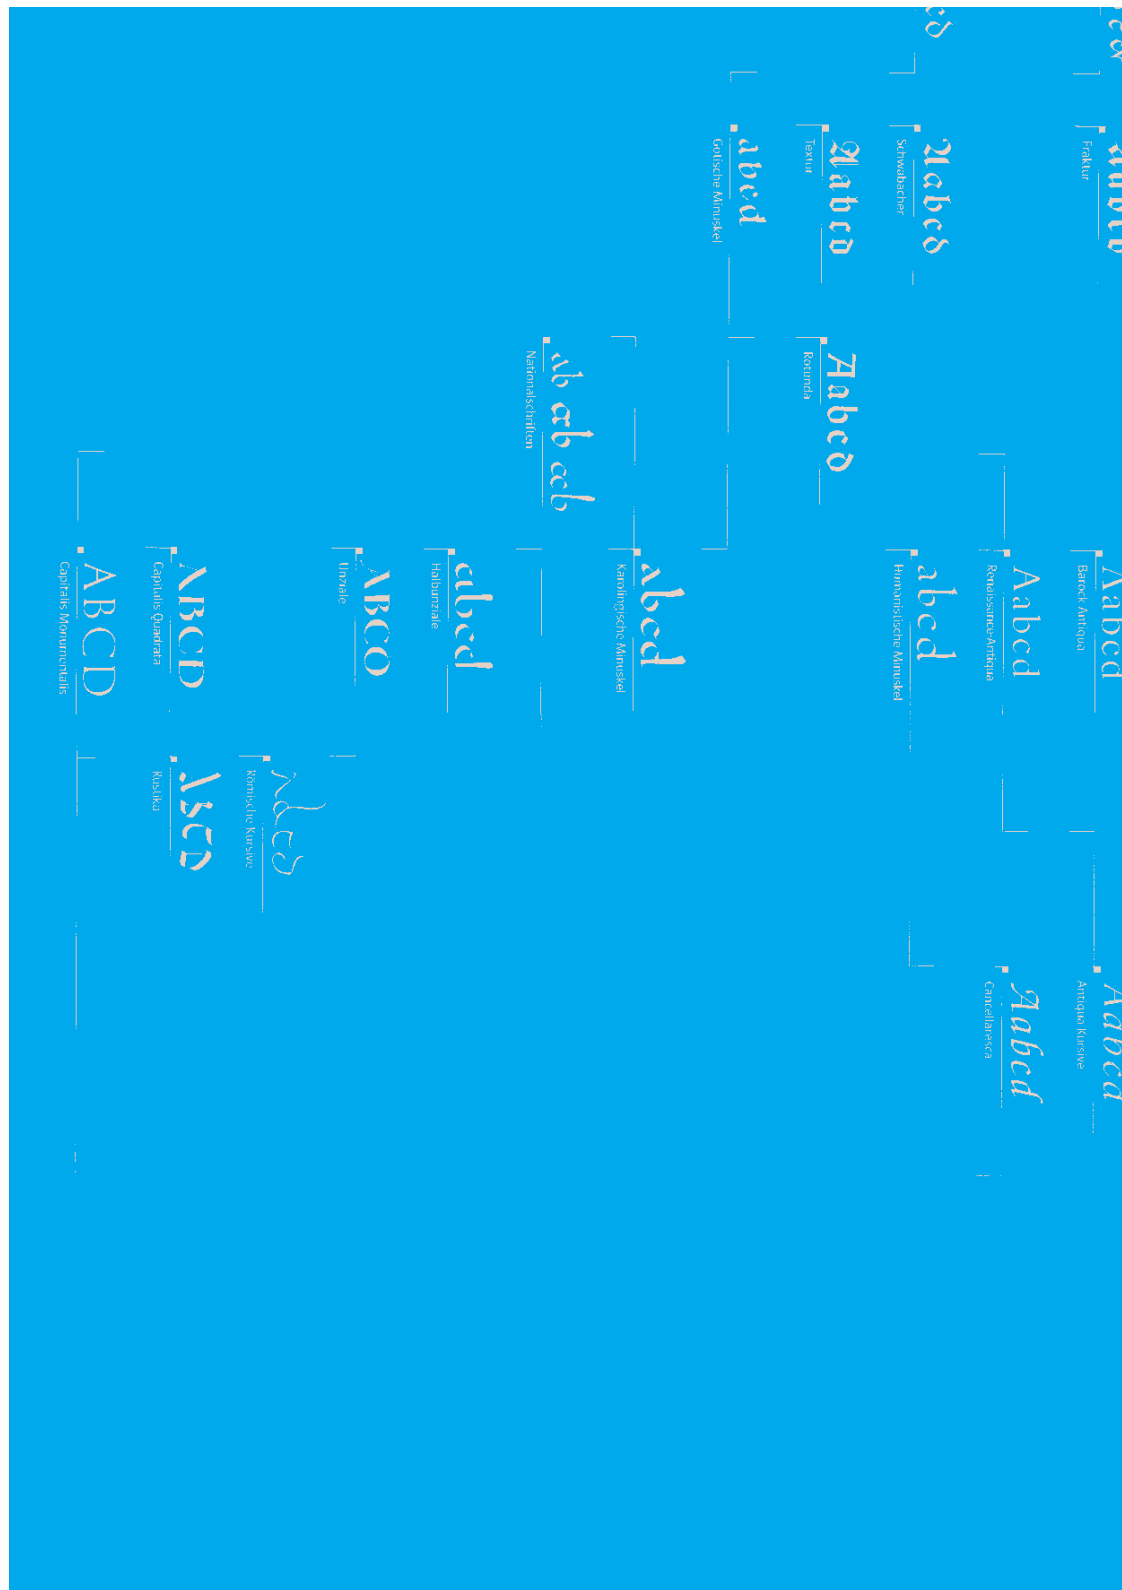 Capitalis Monumentalis
ABCD
Capitalis Quadrata
ABCD
Rustika
ABCD
Römische Kursive
abcd
Unziale
ABCD
Halbunziale
abcd
Nationalschriften
ab ab ab
Karolingische Minuskel
abcd
Gotische Minuskel
abcd
Textur
Aabcd
Rotunda
Aabcd
Schwabacher
Aabcd
Humanistische Minuskel
abcd
Renaissance-Antiqua
Aabcd
Cancellaresca
Aabcd
Fraktur
Aabcd
Barock Antiqua
Aabcd
Antiqua Kursive
Aabcd